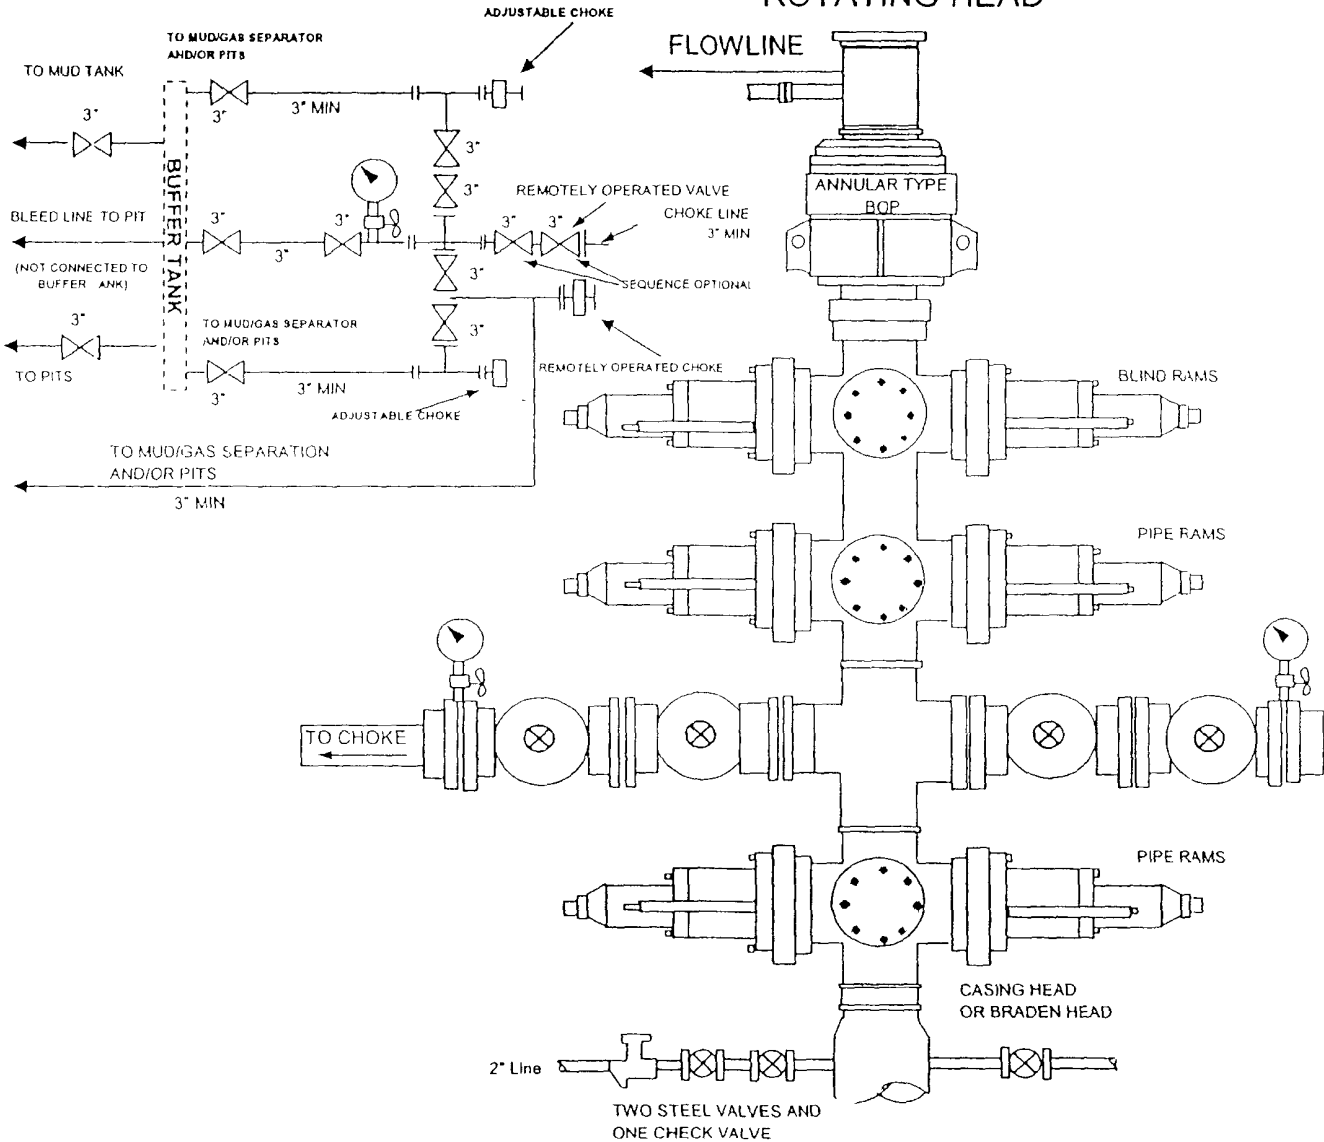 ROTATING HEAD
ADJUSTABLE CHOKE
TO MUD/GAS SEPARATOR
AND/OR PITS
FLOWLINE
TO MUD TANK
3"
3"
3" MIN
3"
3"
BUFFER TANK
ANNULAR TYPE
BOP
REMOTELY OPERATED VALVE
CHOKE LINE
3" MIN
BLEED LINE TO PIT
3"
3"
3"
3"
3"
(NOT CONNECTED TO
BUFFER ANK)
3"
SEQUENCE OPTIONAL
3"
TO MUD/GAS SEPARATOR
AND/OR PITS
3"
TO PITS
REMOTELY OPERATED CHOKE
3"
3" MIN
ADJUSTABLE CHOKE
BLIND RAMS
TO MUD/GAS SEPARATION
AND/OR PITS
3" MIN
PIPE RAMS
TO CHOKE
PIPE RAMS
CASING HEAD
OR BRADEN HEAD
2" Line
TWO STEEL VALVES AND
ONE CHECK VALVE